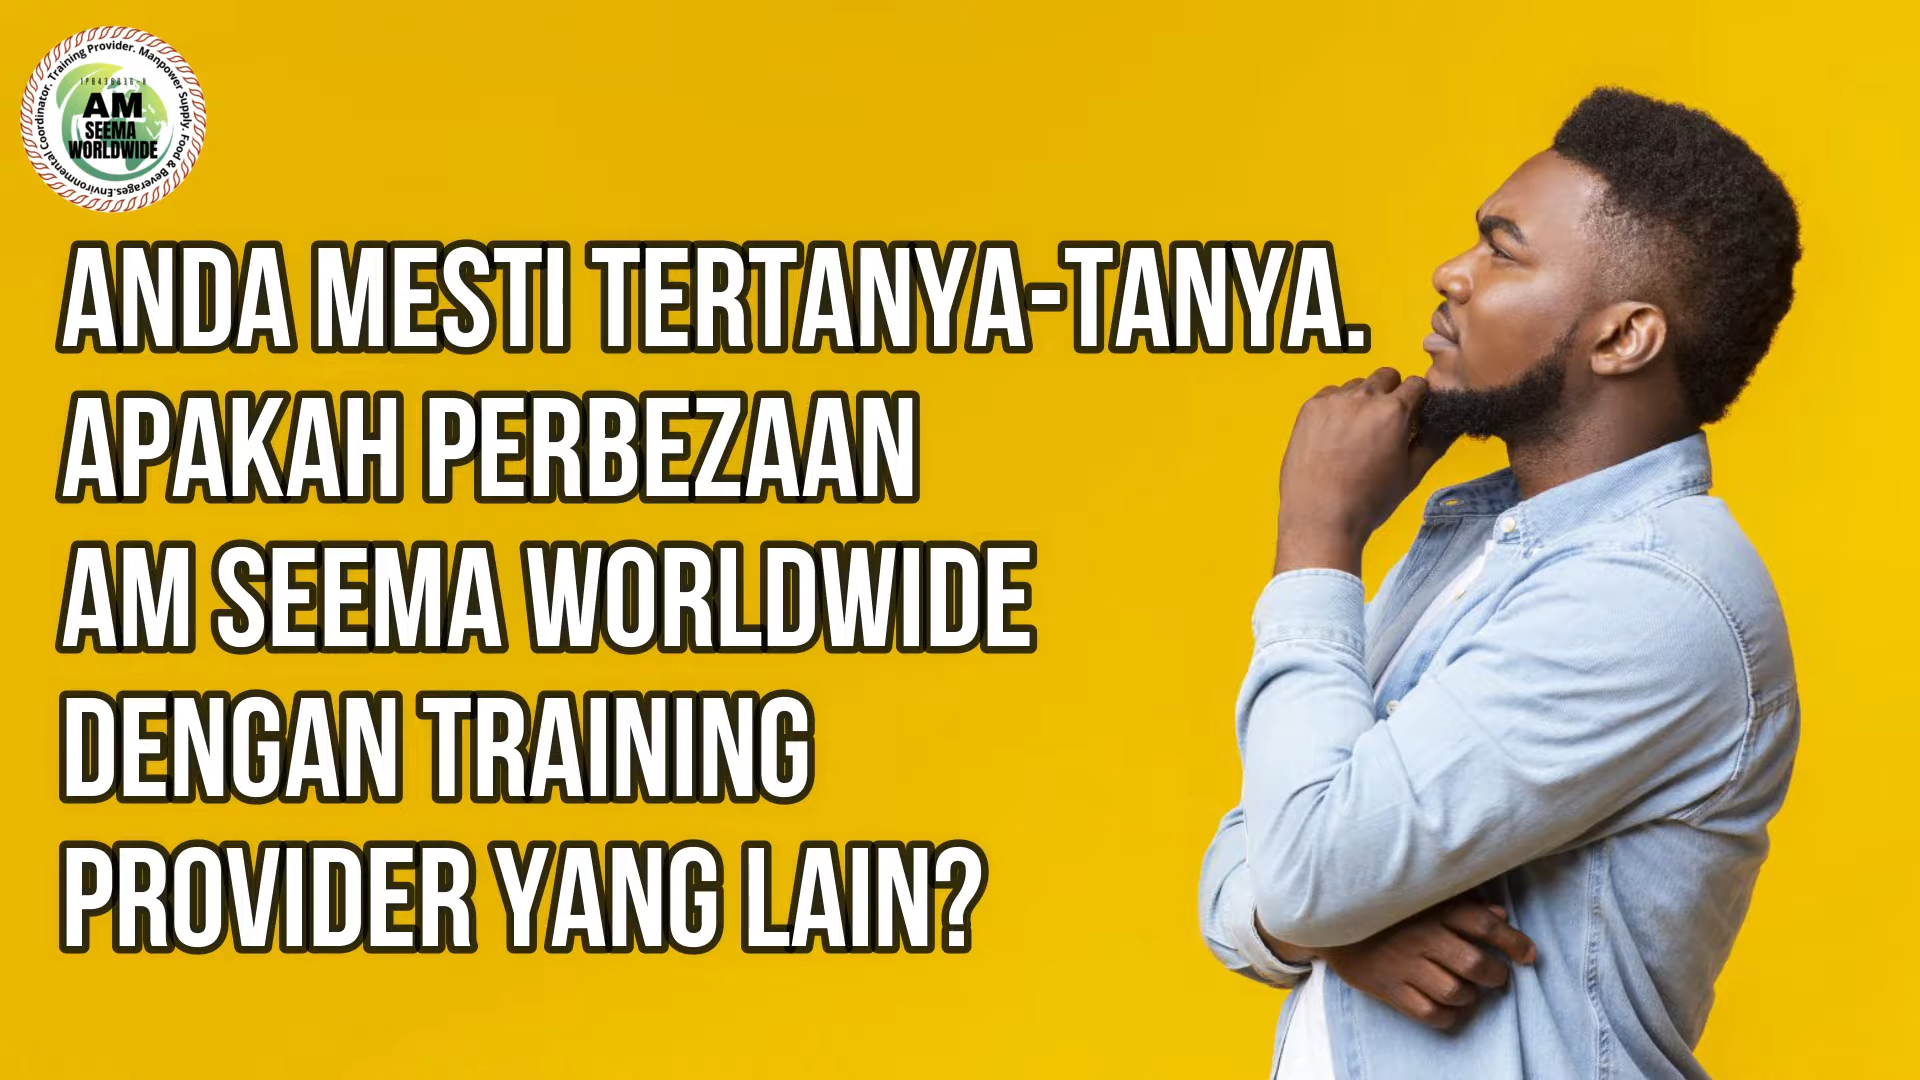 Training Provider. Manpower Supply. Food & Beverages.Environmental Coordinator.
AM
SEEMA
WORLDWIDE
ANDA MESTI TERTANYA-TANYA.
APAKAH PERBEZAAN
AM SEEMA WORLDWIDE
DENGAN TRAINING
PROVIDER YANG LAIN?